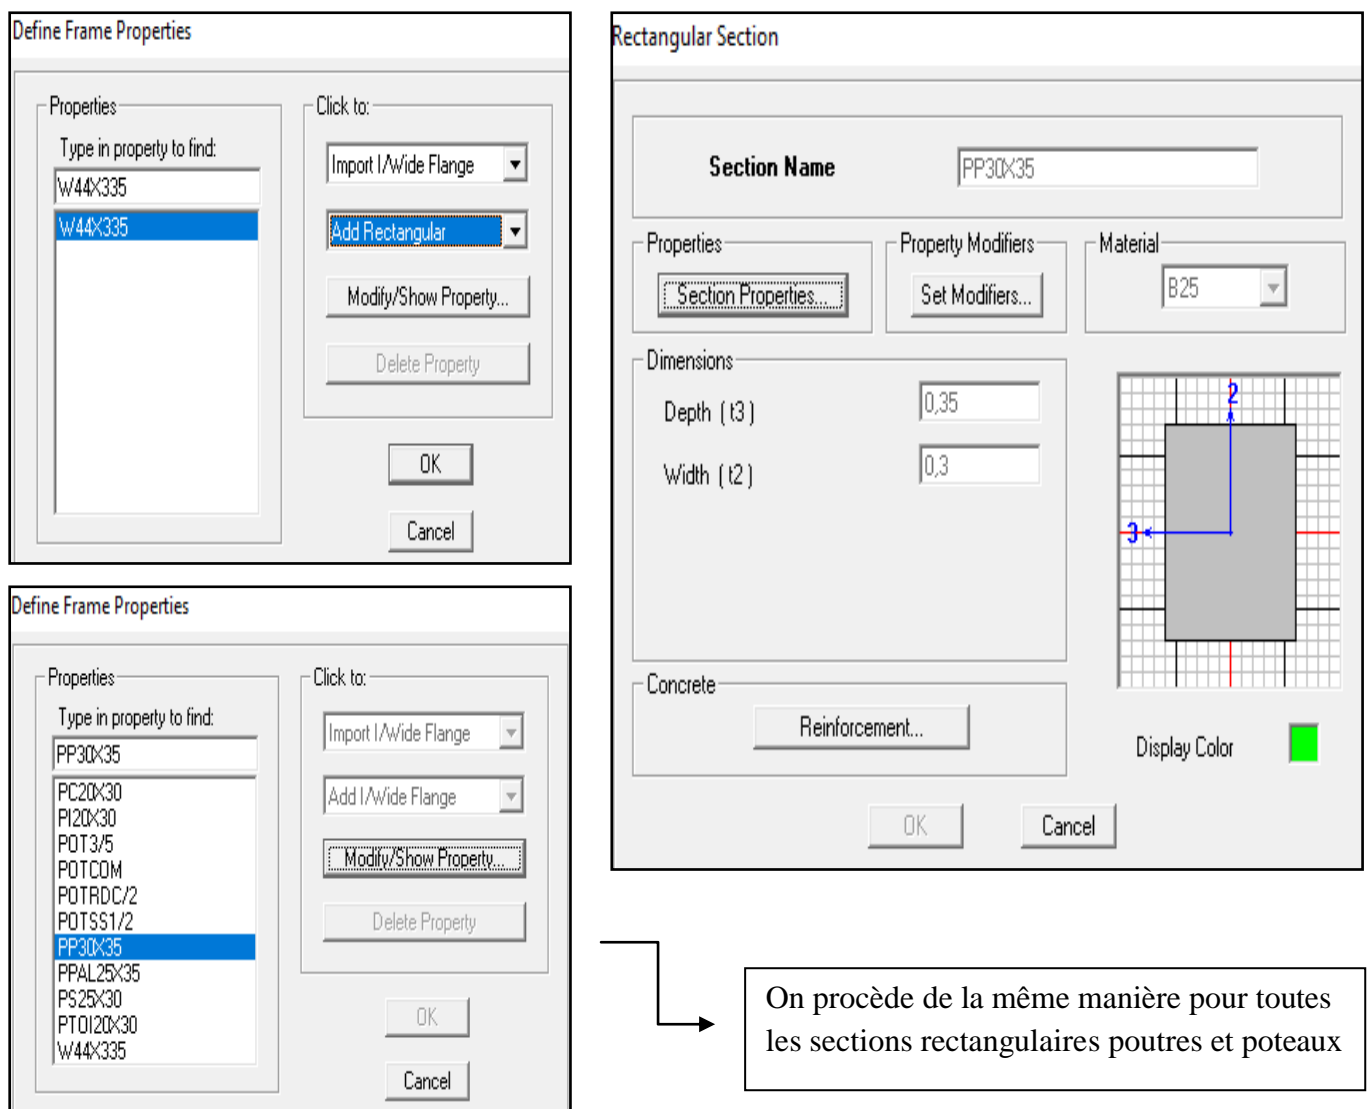 Define Frame Properties
Properties
Type in property to find:
W44X335
W44X335
Click to:
Import I/Wide Flange
Add Rectangular
Modify/Show Property...
Delete Property
OK
Cancel
Rectangular Section
Section Name
PP30X35
Properties
Section Properties...
Property Modifiers
Set Modifiers...
Material
B25
Dimensions
Depth ( t3 )
0,35
Width ( t2 )
0,3
2
3
Concrete
Reinforcement...
Display Color
OK
Cancel
Define Frame Properties
Properties
Type in property to find:
PP30X35
PC20X30
PI20X30
POT3/5
POTCOM
POTRDC/2
POTSS1/2
PP30X35
PPAL25X35
PS25X30
PTOI20X30
W44X335
Click to:
Import I/Wide Flange
Add I/Wide Flange
Modify/Show Property...
Delete Property
OK
Cancel
On procède de la même manière pour toutes
les sections rectangulaires poutres et poteaux